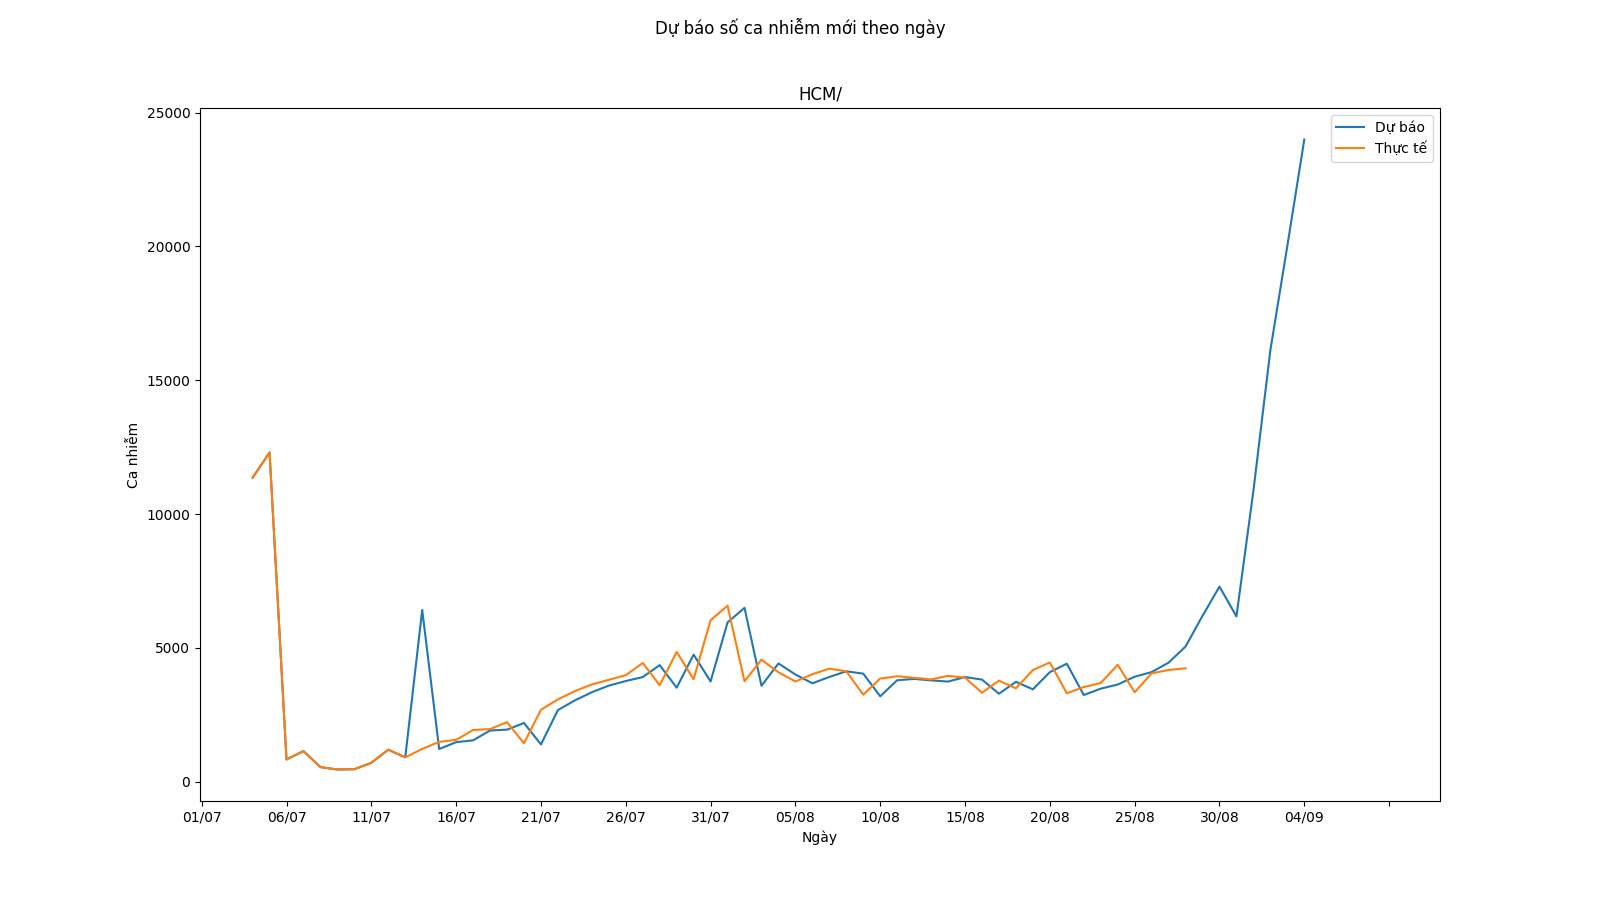 Dự báo số ca nhiễm mới theo ngày
HCM/
Dự báo
Thực tế
Ca nhiễm
25000
20000
15000
10000
5000
0
01/07 06/07 11/07 16/07 21/07 26/07 31/07 05/08 10/08 15/08 20/08 25/08 30/08 04/09
Ngày